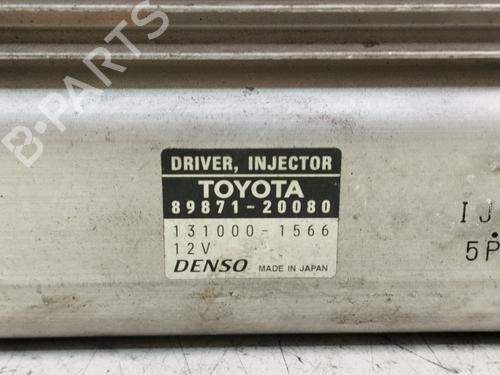 B-PARTS
DRIVER, INJECTOR
TOYOTA
89871-20080
131000-1566
12V
DENSO MADE IN JAPAN
IJ
5P